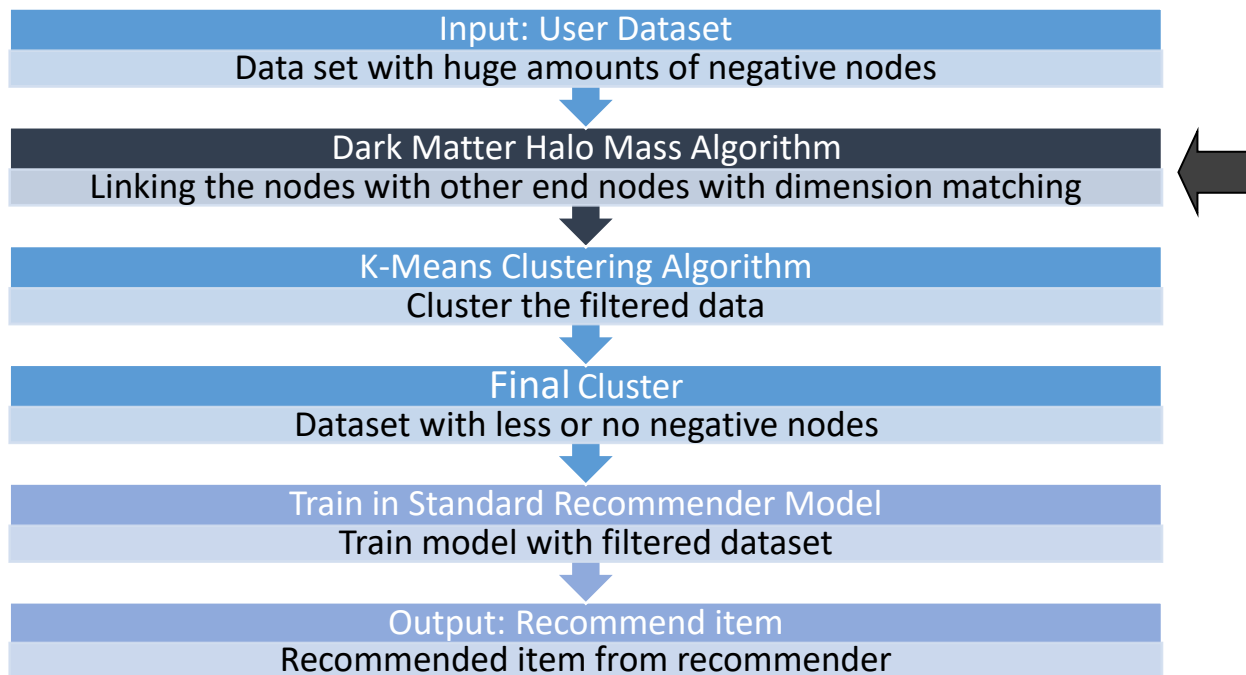 Input: User Dataset
Data set with huge amounts of negative nodes
Dark Matter Halo Mass Algorithm
Linking the nodes with other end nodes with dimension matching
K-Means Clustering Algorithm
Cluster the filtered data
Final Cluster
Dataset with less or no negative nodes
Train in Standard Recommender Model
Train model with filtered dataset
Output: Recommend item
Recommended item from recommender